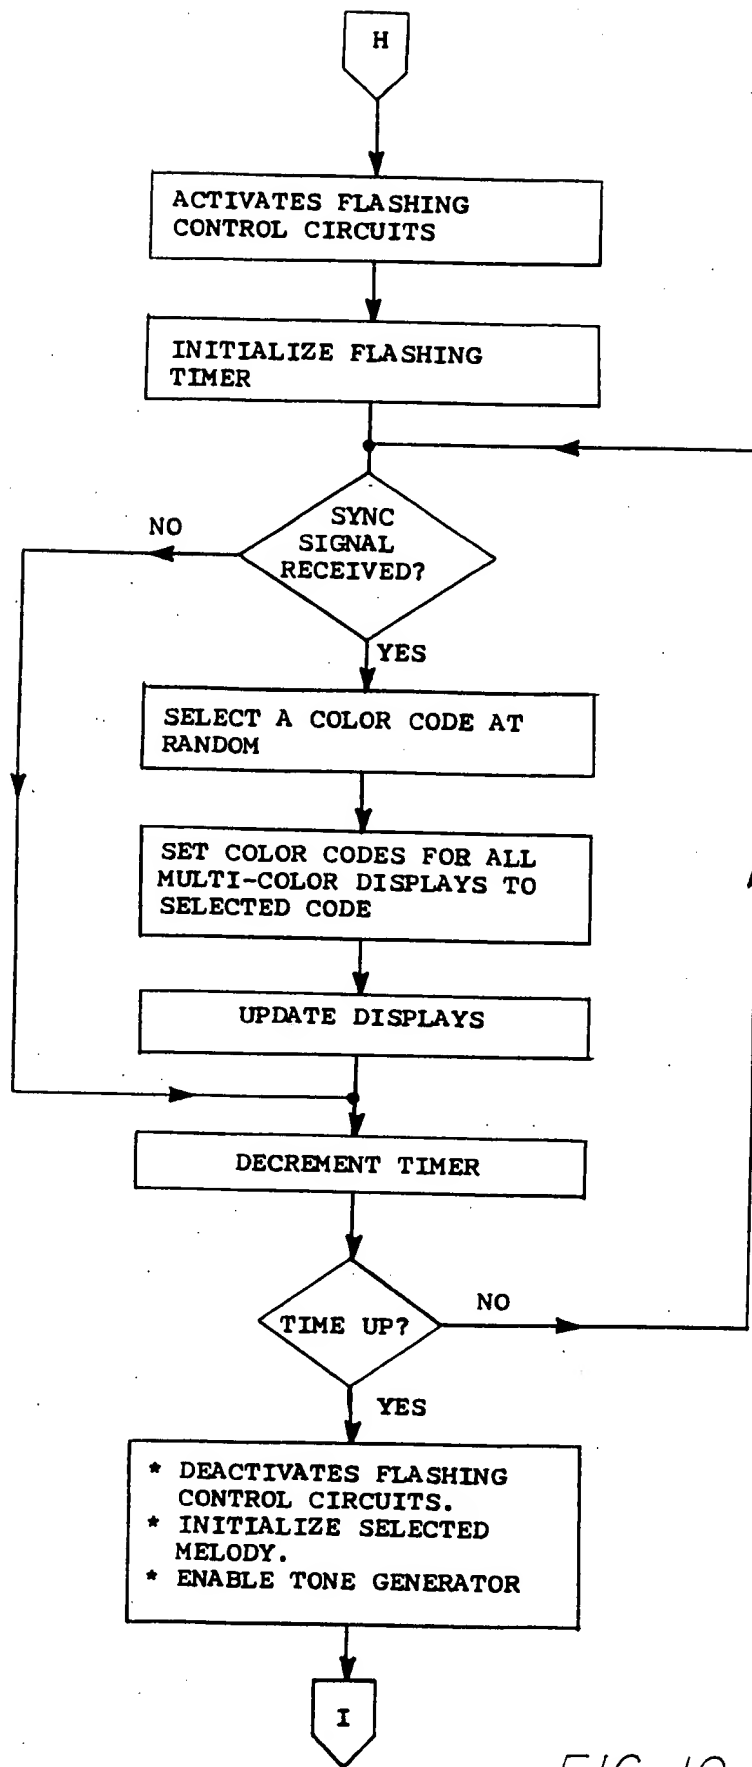 H
ACTIVATES FLASHING
CONTROL CIRCUITS
INITIALIZE FLASHING
TIMER
SYNC
SIGNAL
RECEIVED?
NO
YES
SELECT A COLOR CODE AT
RANDOM
SET COLOR CODES FOR ALL
MULTI-COLOR DISPLAYS TO
SELECTED CODE
UPDATE DISPLAYS
DECREMENT TIMER
TIME UP?
NO
YES
* DEACTIVATES FLASHING
CONTROL CIRCUITS.
* INITIALIZE SELECTED
MELODY.
* ENABLE TONE GENERATOR
I